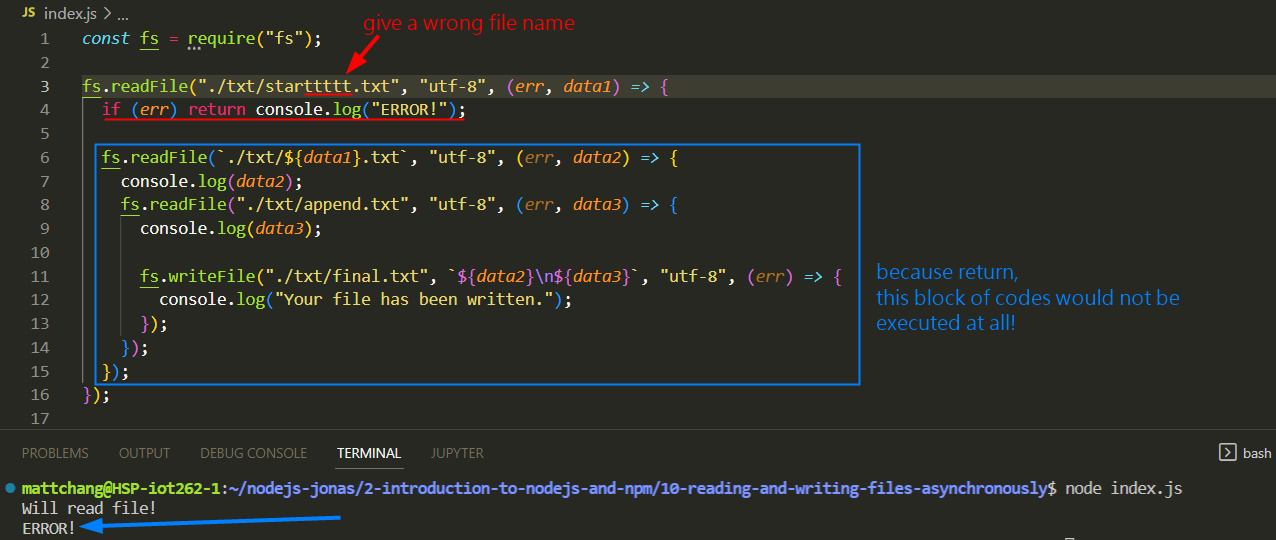 JS index.js > ...
give a wrong file name
1 const fs = require("fs");
2
3 fs.readFile("./txt/starttttt.txt", "utf-8", (err, data1) => {
4 if (err) return console.log("ERROR!");
5
6 fs.readFile(`./txt/${data1}.txt`, "utf-8", (err, data2) => {
7 console.log(data2);
8 fs.readFile("./txt/append.txt", "utf-8", (err, data3) => {
9 console.log(data3);
10
11 fs.writeFile("./txt/final.txt", `${data2}\n${data3}`, "utf-8", (err) => {
12 console.log("Your file has been written.");
13 });
14 });
15 });
16 });
17
because return,
this block of codes would not be
executed at all!
PROBLEMS OUTPUT DEBUG CONSOLE TERMINAL JUPYTER bash
mattchang@HSP-iot262-1:~/nodejs-jonas/2-introduction-to-nodejs-and-npm/10-reading-and-writing-files-asynchronously$ node index.js
Will read file!
ERROR!